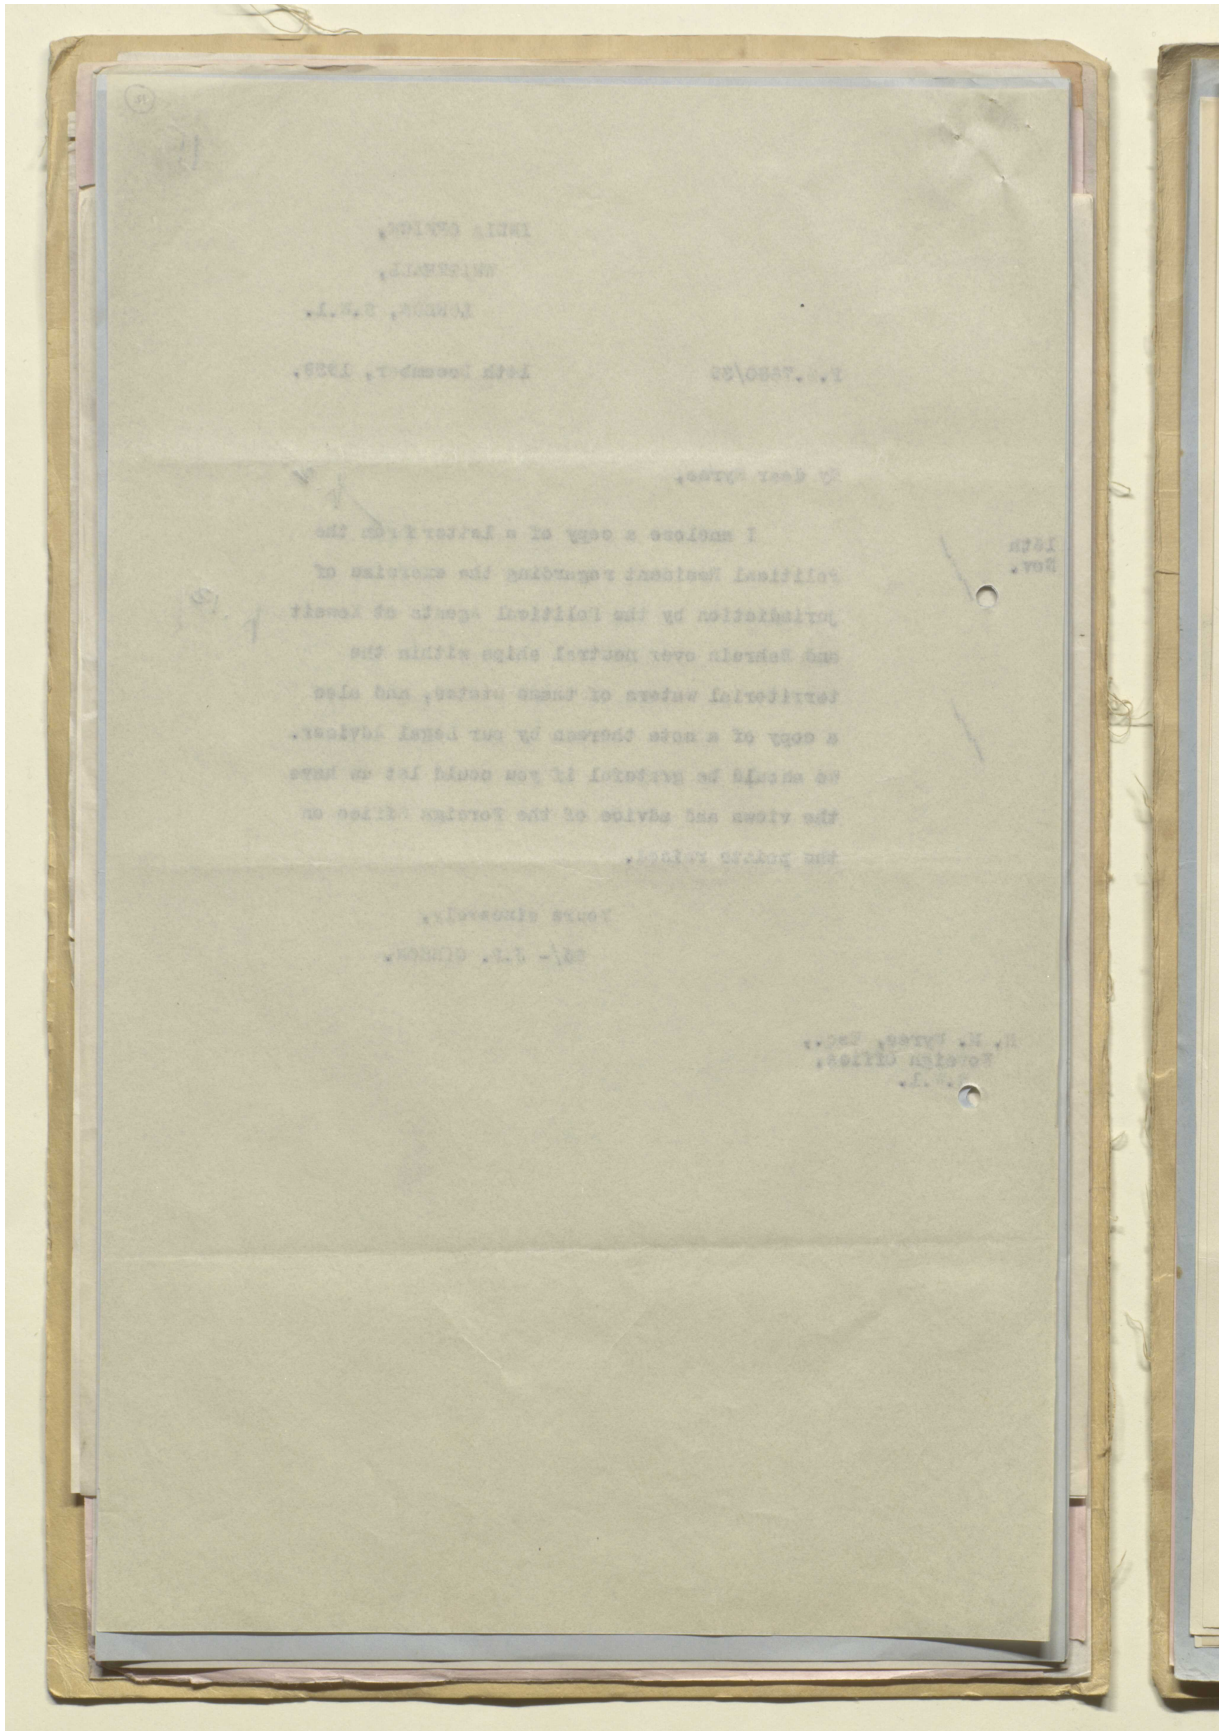 INDIA OFFICE,
WHITEHALL,
LONDON, S.W.1.
14th December, 1939.
My dear Eyres,
16th
Nov.
I enclose a copy of a letter from the
Political Resident regarding the exercise of
jurisdiction by the Political Agents at Koweit
and Bahrein over neutral ships within the
territorial waters of these states, and also
a copy of a note thereon by our Legal Adviser.
We should be grateful if you could let us have
the views and advice of the Foreign Office on
the points raised.
Yours sincerely,
Sd/- J.P. GIBSON.
H. M. Eyres, Esq.,
Foreign Office,
S.W.1.